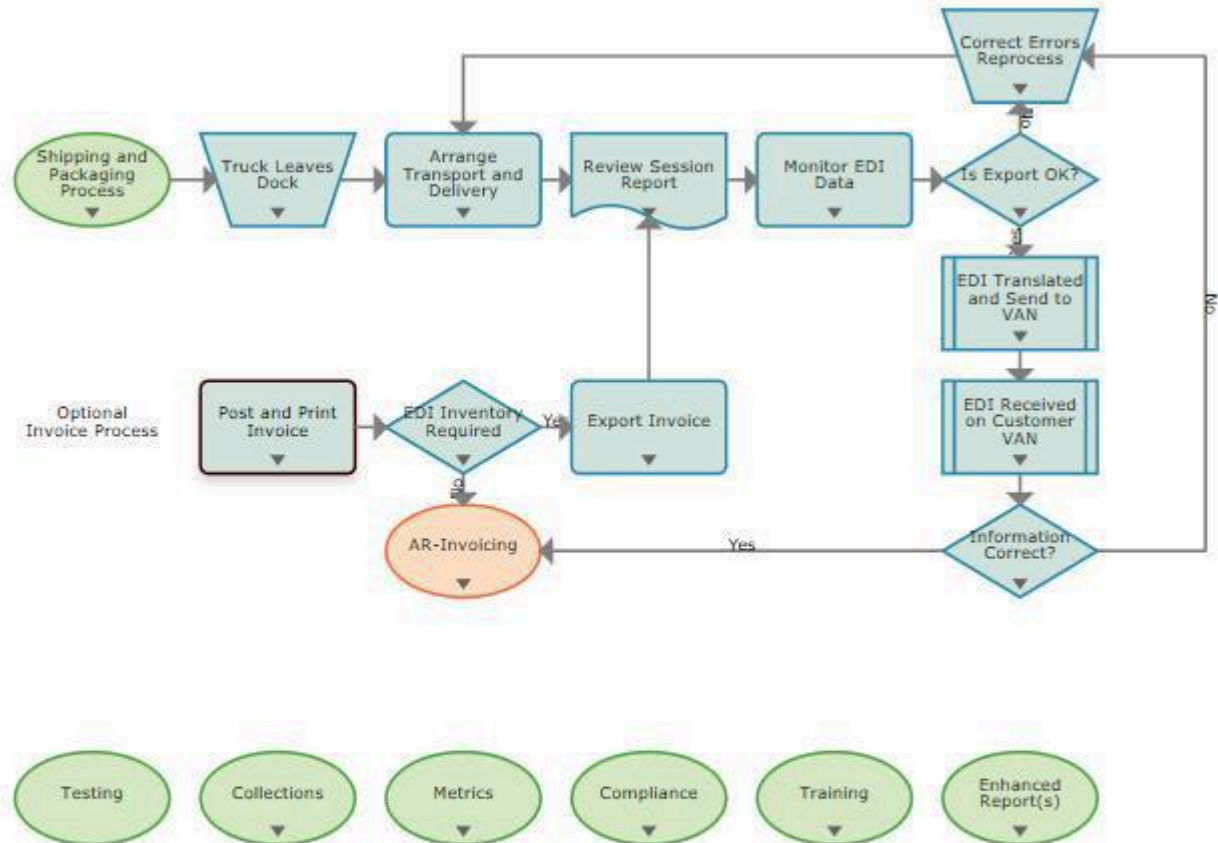 Correct Errors
Reprocess
No
Shipping and
Packaging
Process
Truck Leaves
Dock
Arrange
Transport and
Delivery
Review Session
Report
Monitor EDI
Data
Is Export OK?
Yes
EDI Translated
and Send to
VAN
No
Optional
Invoice Process
Post and Print
Invoice
EDI Inventory
Required
Yes
Export Invoice
EDI Received
on Customer
VAN
No
AR-Invoicing
Yes
Information
Correct?
Testing
Collections
Metrics
Compliance
Training
Enhanced
Report(s)